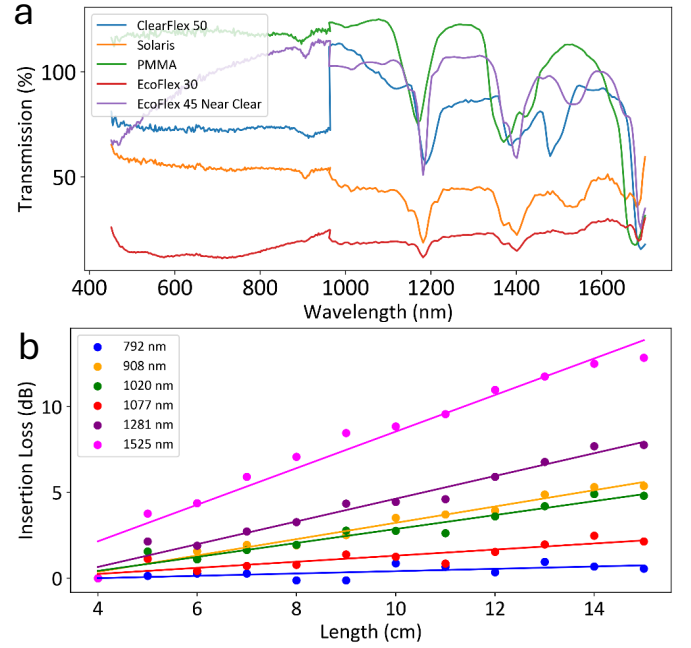 a
ClearFlex 50
Solaris
PMMA
EcoFlex 30
EcoFlex 45 Near Clear
100
50
Transmission (%)
400 600 800 1000 1200 1400 1600
Wavelength (nm)
b
792 nm
908 nm
1020 nm
1077 nm
1281 nm
1525 nm
10
5
0
Insertion Loss (dB)
4 6 8 10 12 14
Length (cm)